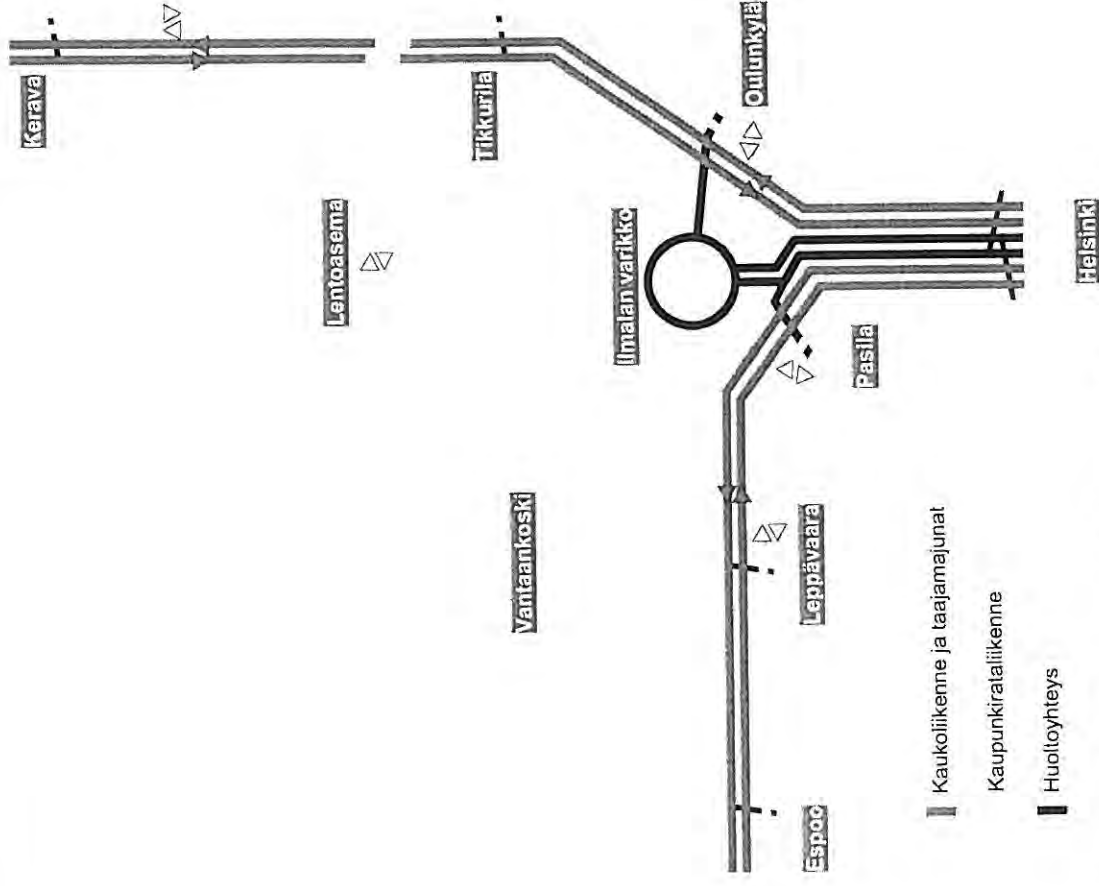 Kerava
Tikkurila
Oulunkylä
Lentoasema
Ilmalan varikko
Helsinki
Pasila
Vantaankoski
Leppävaara
Espoo
Kaukoliikenne ja taajamajunat
Kaupunkirataliikenne
Huoltoyhteys